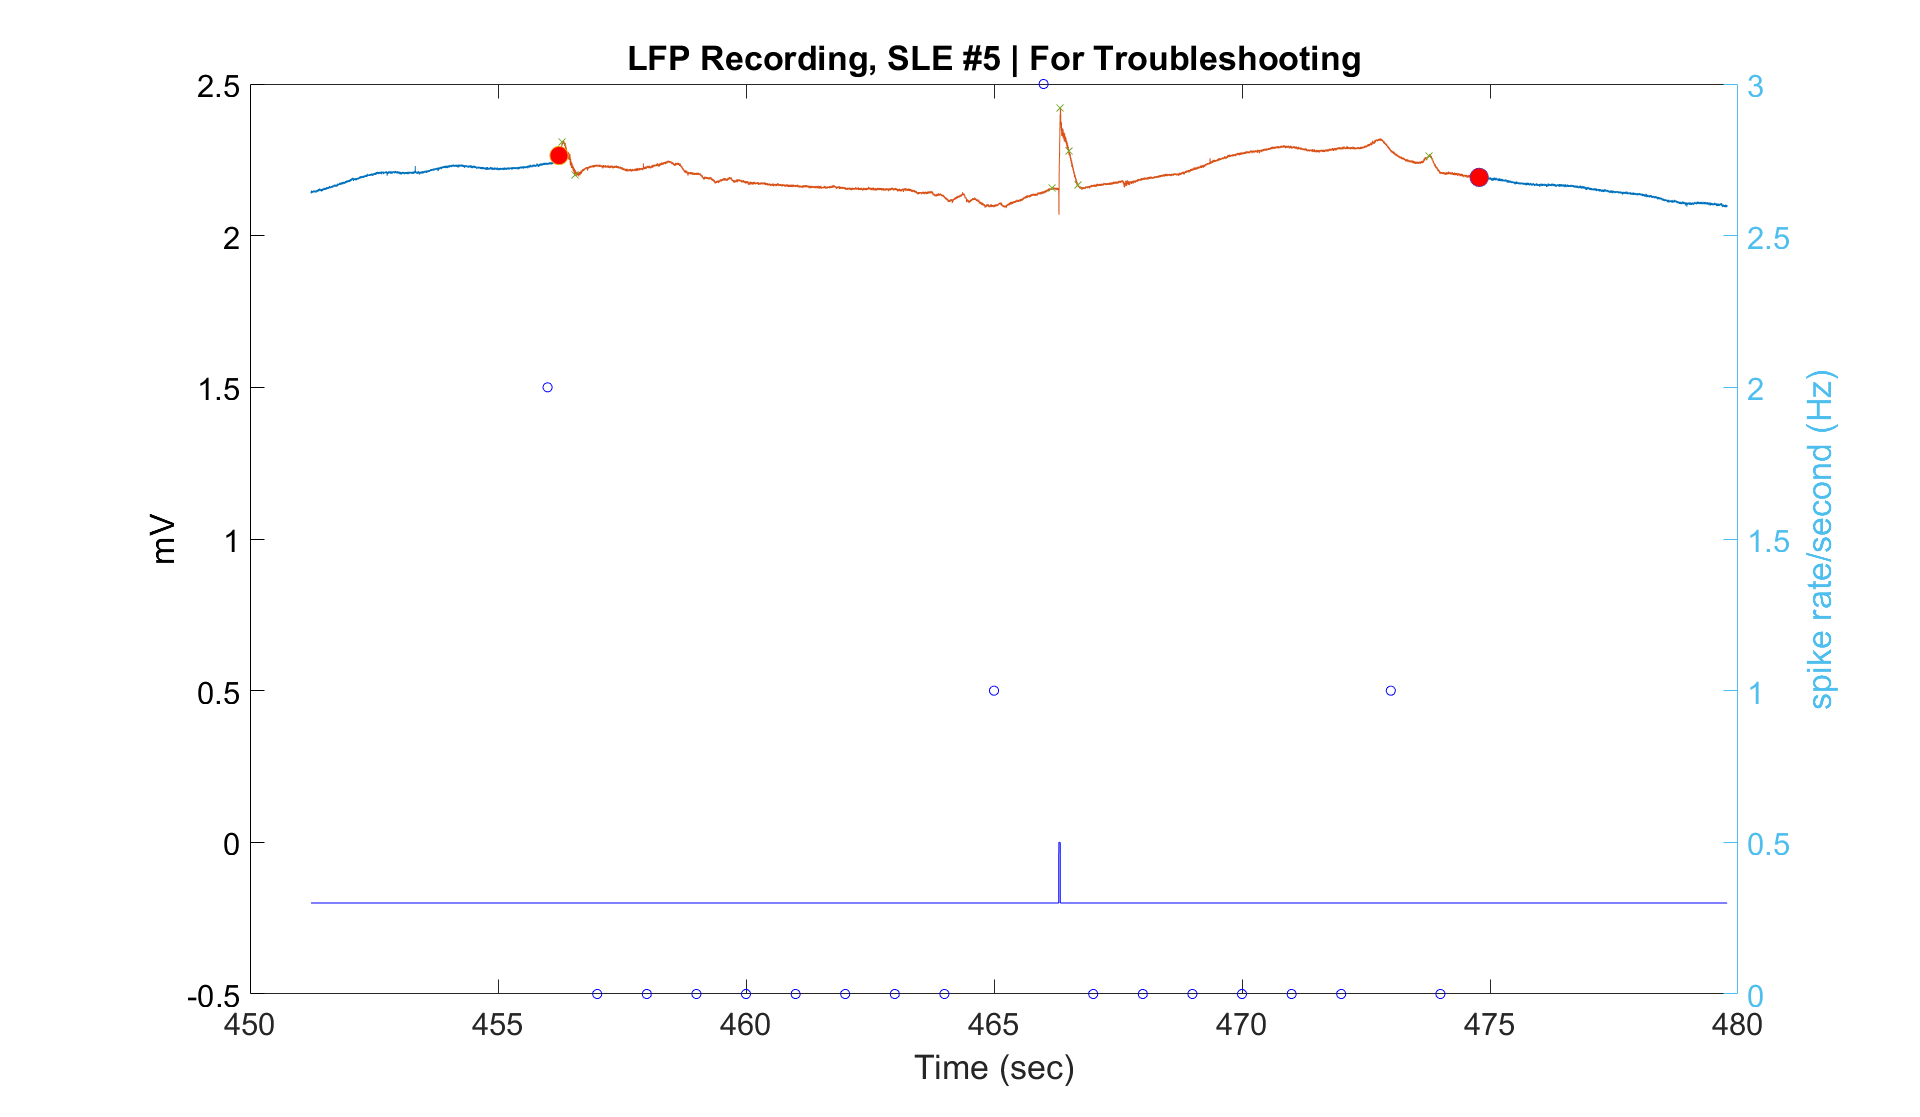 LFP Recording, SLE #5 | For Troubleshooting
2.5
2
1.5
1
0.5
0
-0.5
mV
3
2.5
2
1.5
1
0.5
0
spike rate/second (Hz)
450 455 460 465 470 475 480
Time (sec)